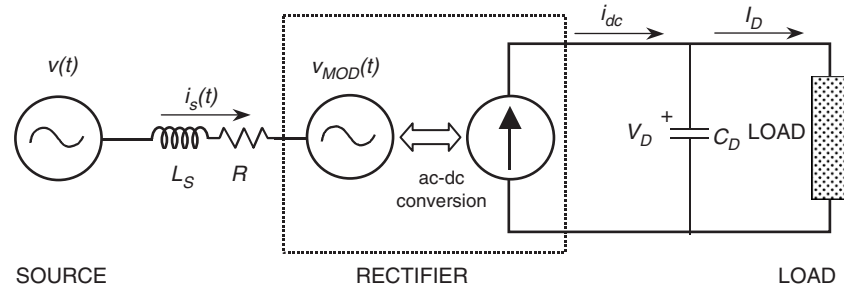 i_dc
I_D
v(t)
v_MOD(t)
i_s(t)
+
V_D
C_D
LOAD
L_S
R
ac-dc
conversion
SOURCE
RECTIFIER
LOAD